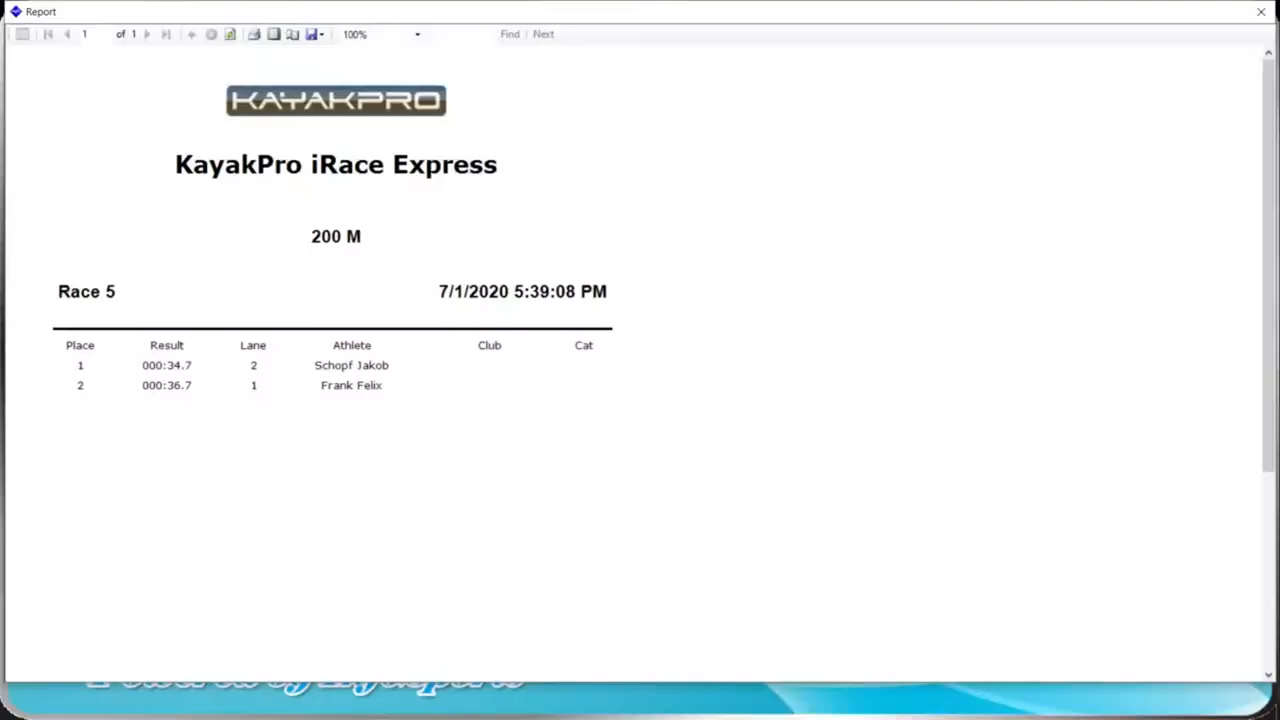 Report
1 of 1 100% Find Next
KAYAKPRO
KayakPro iRace Express
200 M
Race 5 7/1/2020 5:39:08 PM
Place Result Lane Athlete Club Cat
1 000:34.7 2 Schopf Jakob
2 000:36.7 1 Frank Felix